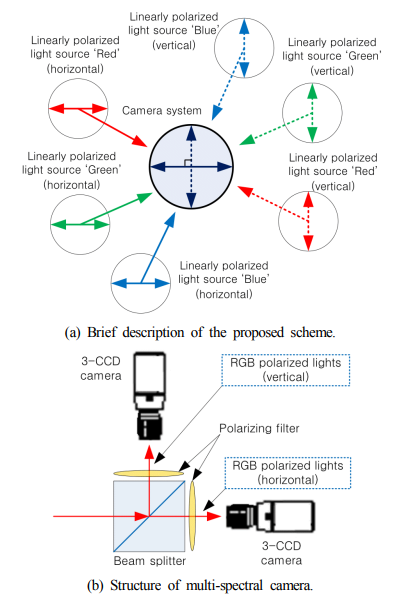 Linearly polarized
light source 'Blue'
(vertical)
Linearly polarized
light source 'Red'
(horizontal)
Linearly polarized
light source 'Green'
(vertical)
Camera system
Linearly polarized
light source 'Green'
(horizontal)
Linearly polarized
light source 'Red'
(vertical)
Linearly polarized
light source 'Blue'
(horizontal)
(a) Brief description of the proposed scheme.
3-CCD
camera
RGB polarized lights
(vertical)
Polarizing filter
RGB polarized lights
(horizontal)
Beam splitter
3-CCD
camera
(b) Structure of multi-spectral camera.